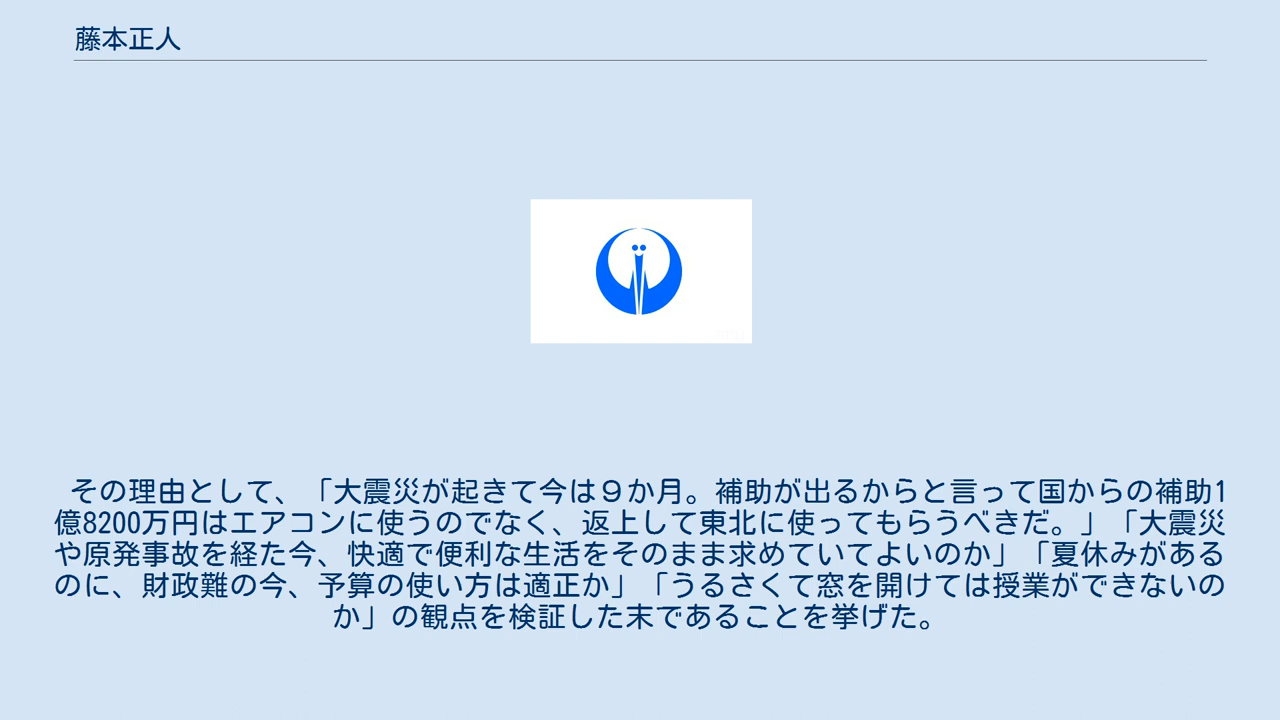 藤本正人
その理由として、「大震災が起きて今は９か月。補助が出るからと言って国からの補助1
億8200万円はエアコンに使うのでなく、返上して東北に使ってもらうべきだ。」「大震災
や原発事故を経た今、快適で便利な生活をそのまま求めていてよいのか」「夏休みがある
のに、財政難の今、予算の使い方は適正か」「うるさくて窓を開けては授業ができないの
か」の観点を検証した末であることを挙げた。